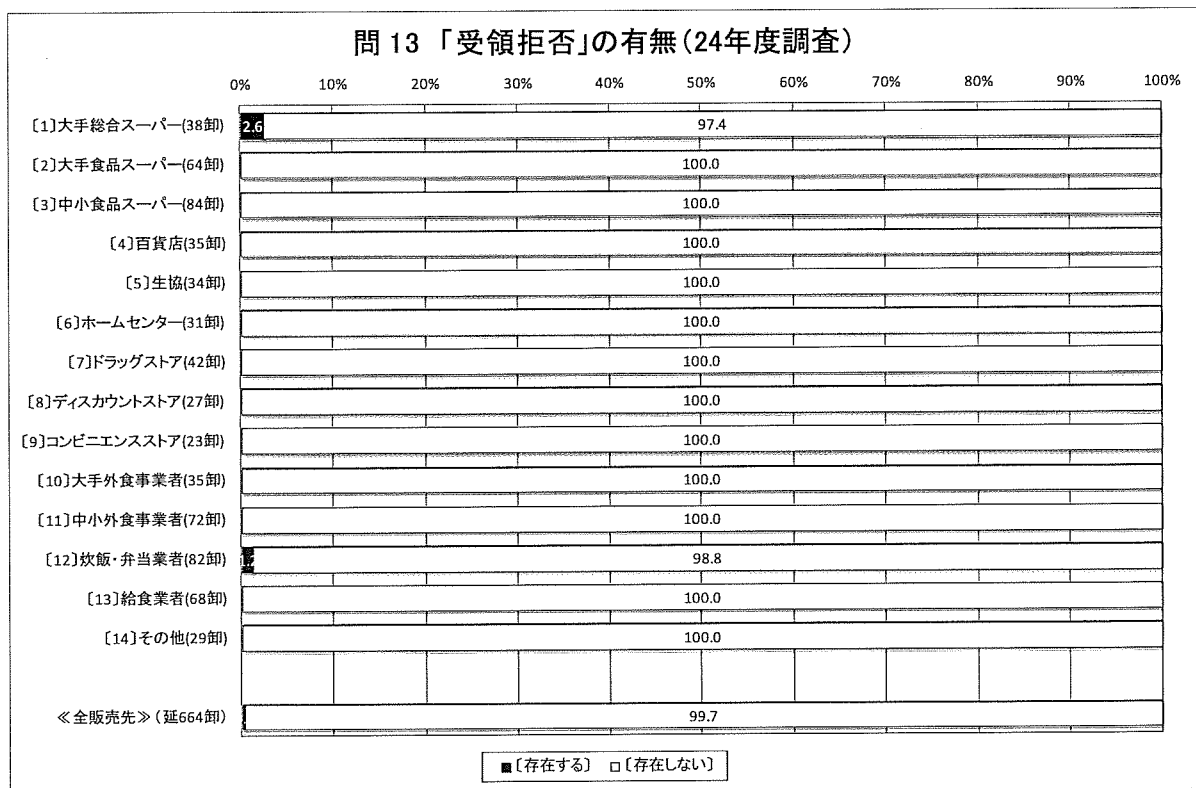 問 13 「受領拒否」の有無(24年度調査)
0% 10% 20% 30% 40% 50% 60% 70% 80% 90% 100%
〔1〕大手総合スーパー(38卸) 2.6 97.4
〔2〕大手食品スーパー(64卸) 100.0
〔3〕中小食品スーパー(84卸) 100.0
〔4〕百貨店(35卸) 100.0
〔5〕生協(34卸) 100.0
〔6〕ホームセンター(31卸) 100.0
〔7〕ドラッグストア(42卸) 100.0
〔8〕ディスカウントストア(27卸) 100.0
〔9〕コンビニエンスストア(23卸) 100.0
〔10〕大手外食事業者(35卸) 100.0
〔11〕中小外食事業者(72卸) 100.0
〔12〕炊飯・弁当業者(82卸) 98.8
〔13〕給食業者(68卸) 100.0
〔14〕その他(29卸) 100.0
≪全販売先≫(延664卸) 99.7
■〔存在する〕 □〔存在しない〕